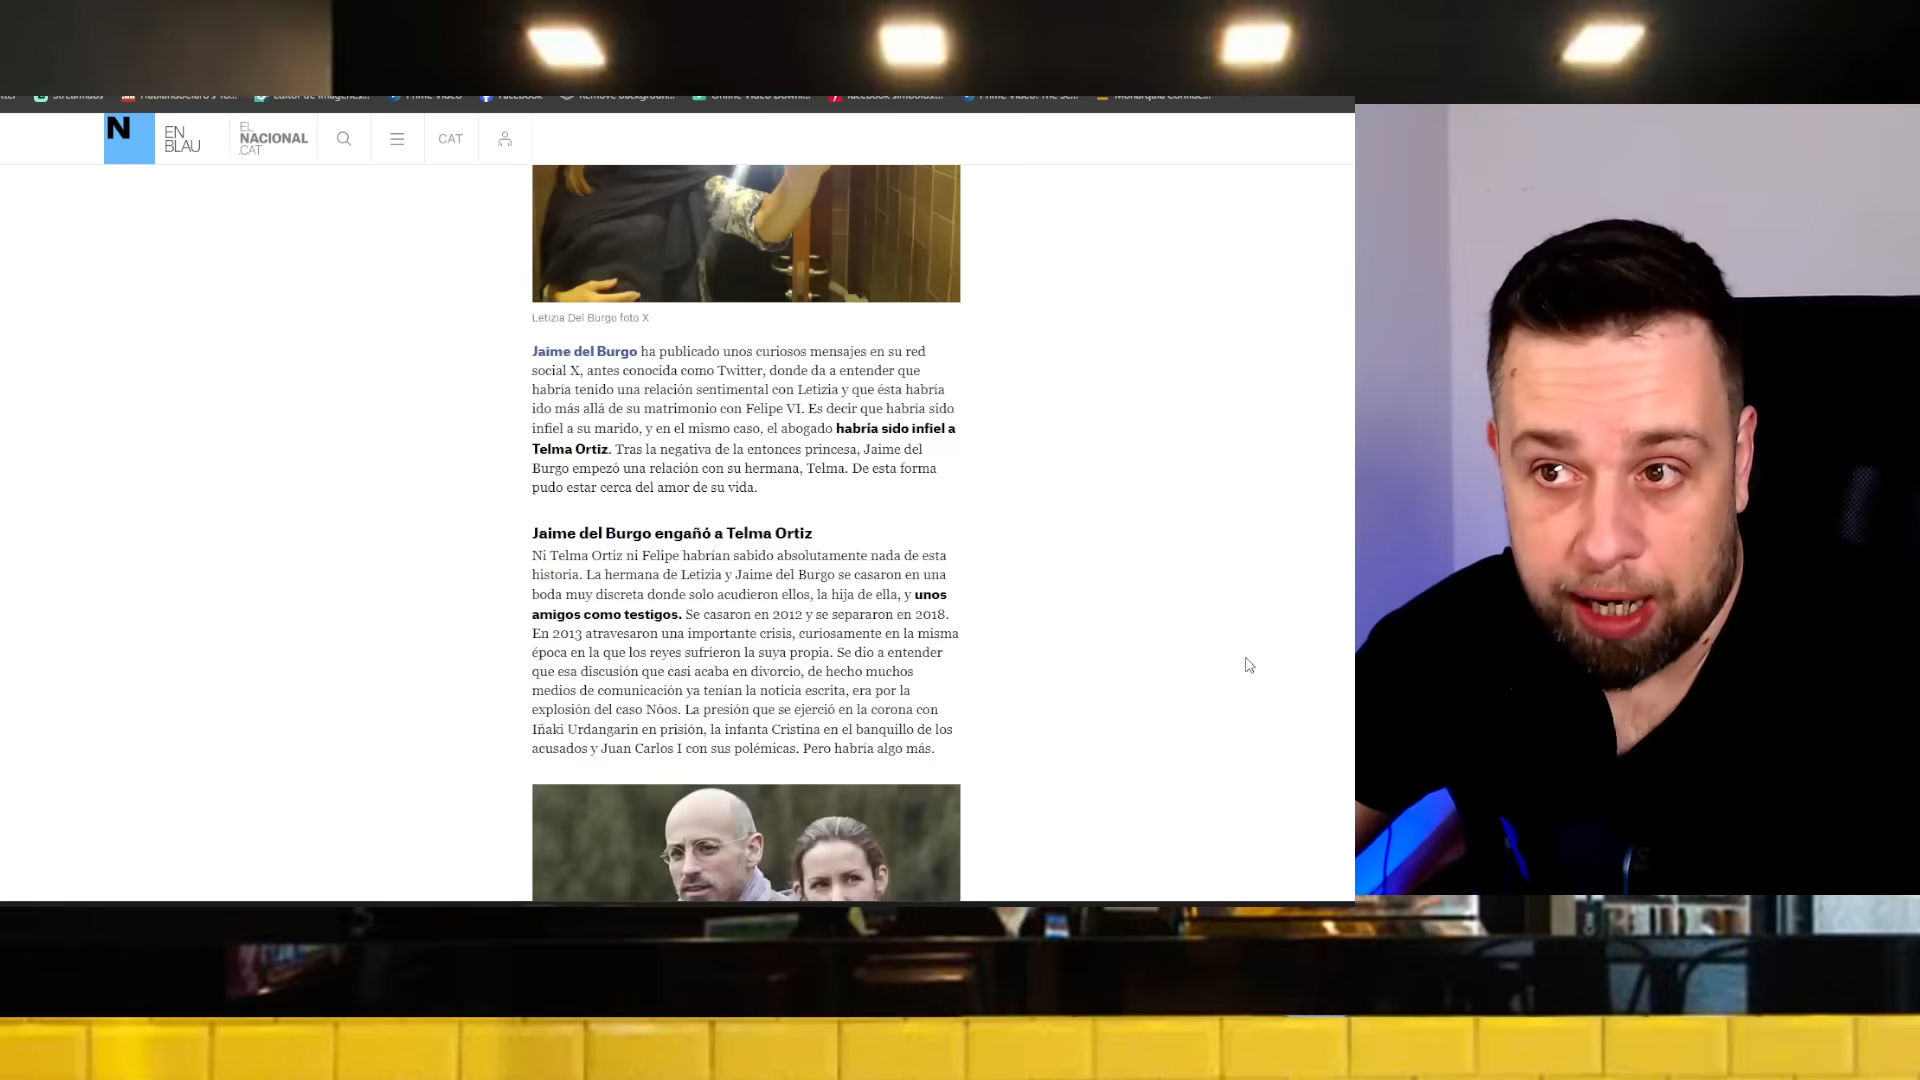 Streamlabs
Prime Video
Facebook
Prime Video: The Se...
N
EN
BLAU
EL
NACIONAL
.CAT
CAT
Letizia Del Burgo foto X
Jaime del Burgo ha publicado unos curiosos mensajes en su red
social X, antes conocida como Twitter, donde da a entender que
habría tenido una relación sentimental con Letizia y que ésta habría
ido más allá de su matrimonio con Felipe VI. Es decir que habría sido
infiel a su marido, y en el mismo caso, el abogado habría sido infiel a
Telma Ortiz. Tras la negativa de la entonces princesa, Jaime del
Burgo empezó una relación con su hermana, Telma. De esta forma
pudo estar cerca del amor de su vida.
Jaime del Burgo engañó a Telma Ortiz
Ni Telma Ortiz ni Felipe habrían sabido absolutamente nada de esta
historia. La hermana de Letizia y Jaime del Burgo se casaron en una
boda muy discreta donde solo acudieron ellos, la hija de ella, y unos
amigos como testigos. Se casaron en 2012 y se separaron en 2018.
En 2013 atravesaron una importante crisis, curiosamente en la misma
época en la que los reyes sufrieron la suya propia. Se dio a entender
que esa discusión que casi acaba en divorcio, de hecho muchos
medios de comunicación ya tenían la noticia escrita, era por la
explosión del caso Nóos. La presión que se ejerció en la corona con
Iñaki Urdangarin en prisión, la infanta Cristina en el banquillo de los
acusados y Juan Carlos I con sus polémicas. Pero habría algo más.